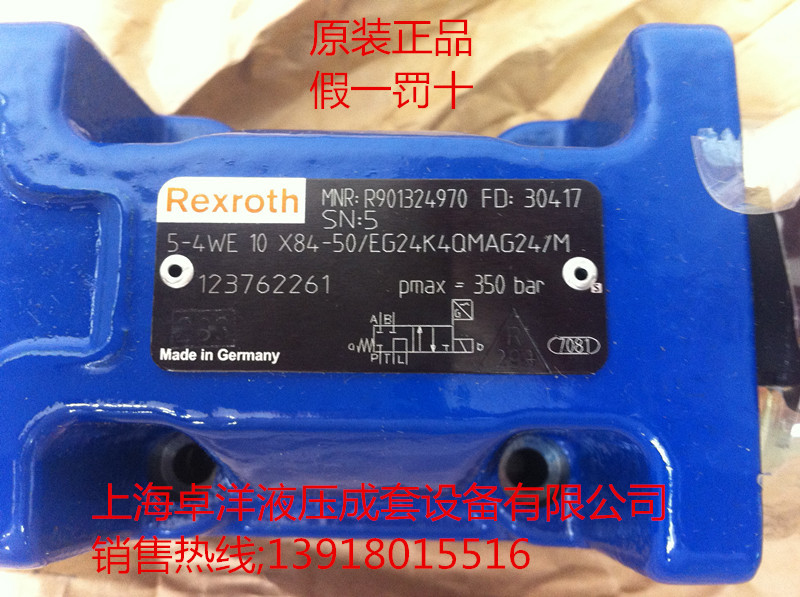 原装正品
假一罚十
Rexroth MNR: R901324970 FD: 30417
SN:5
5-4WE 10 X84-50/EG24K4QMAG24/M
123762261 pmax = 350 bar
S
A B G
a P T L T b
7081
Made in Germany
上海卓洋液压成套设备有限公司
销售热线;13918015516